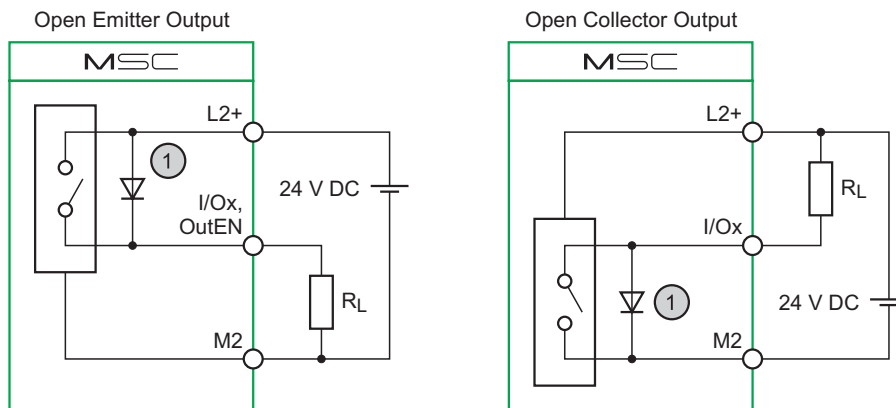 Open Emitter Output
MSC
L2+
1
24 V DC
I/Ox,
OutEN
RL
M2
Open Collector Output
MSC
L2+
RL
I/Ox
1
24 V DC
M2